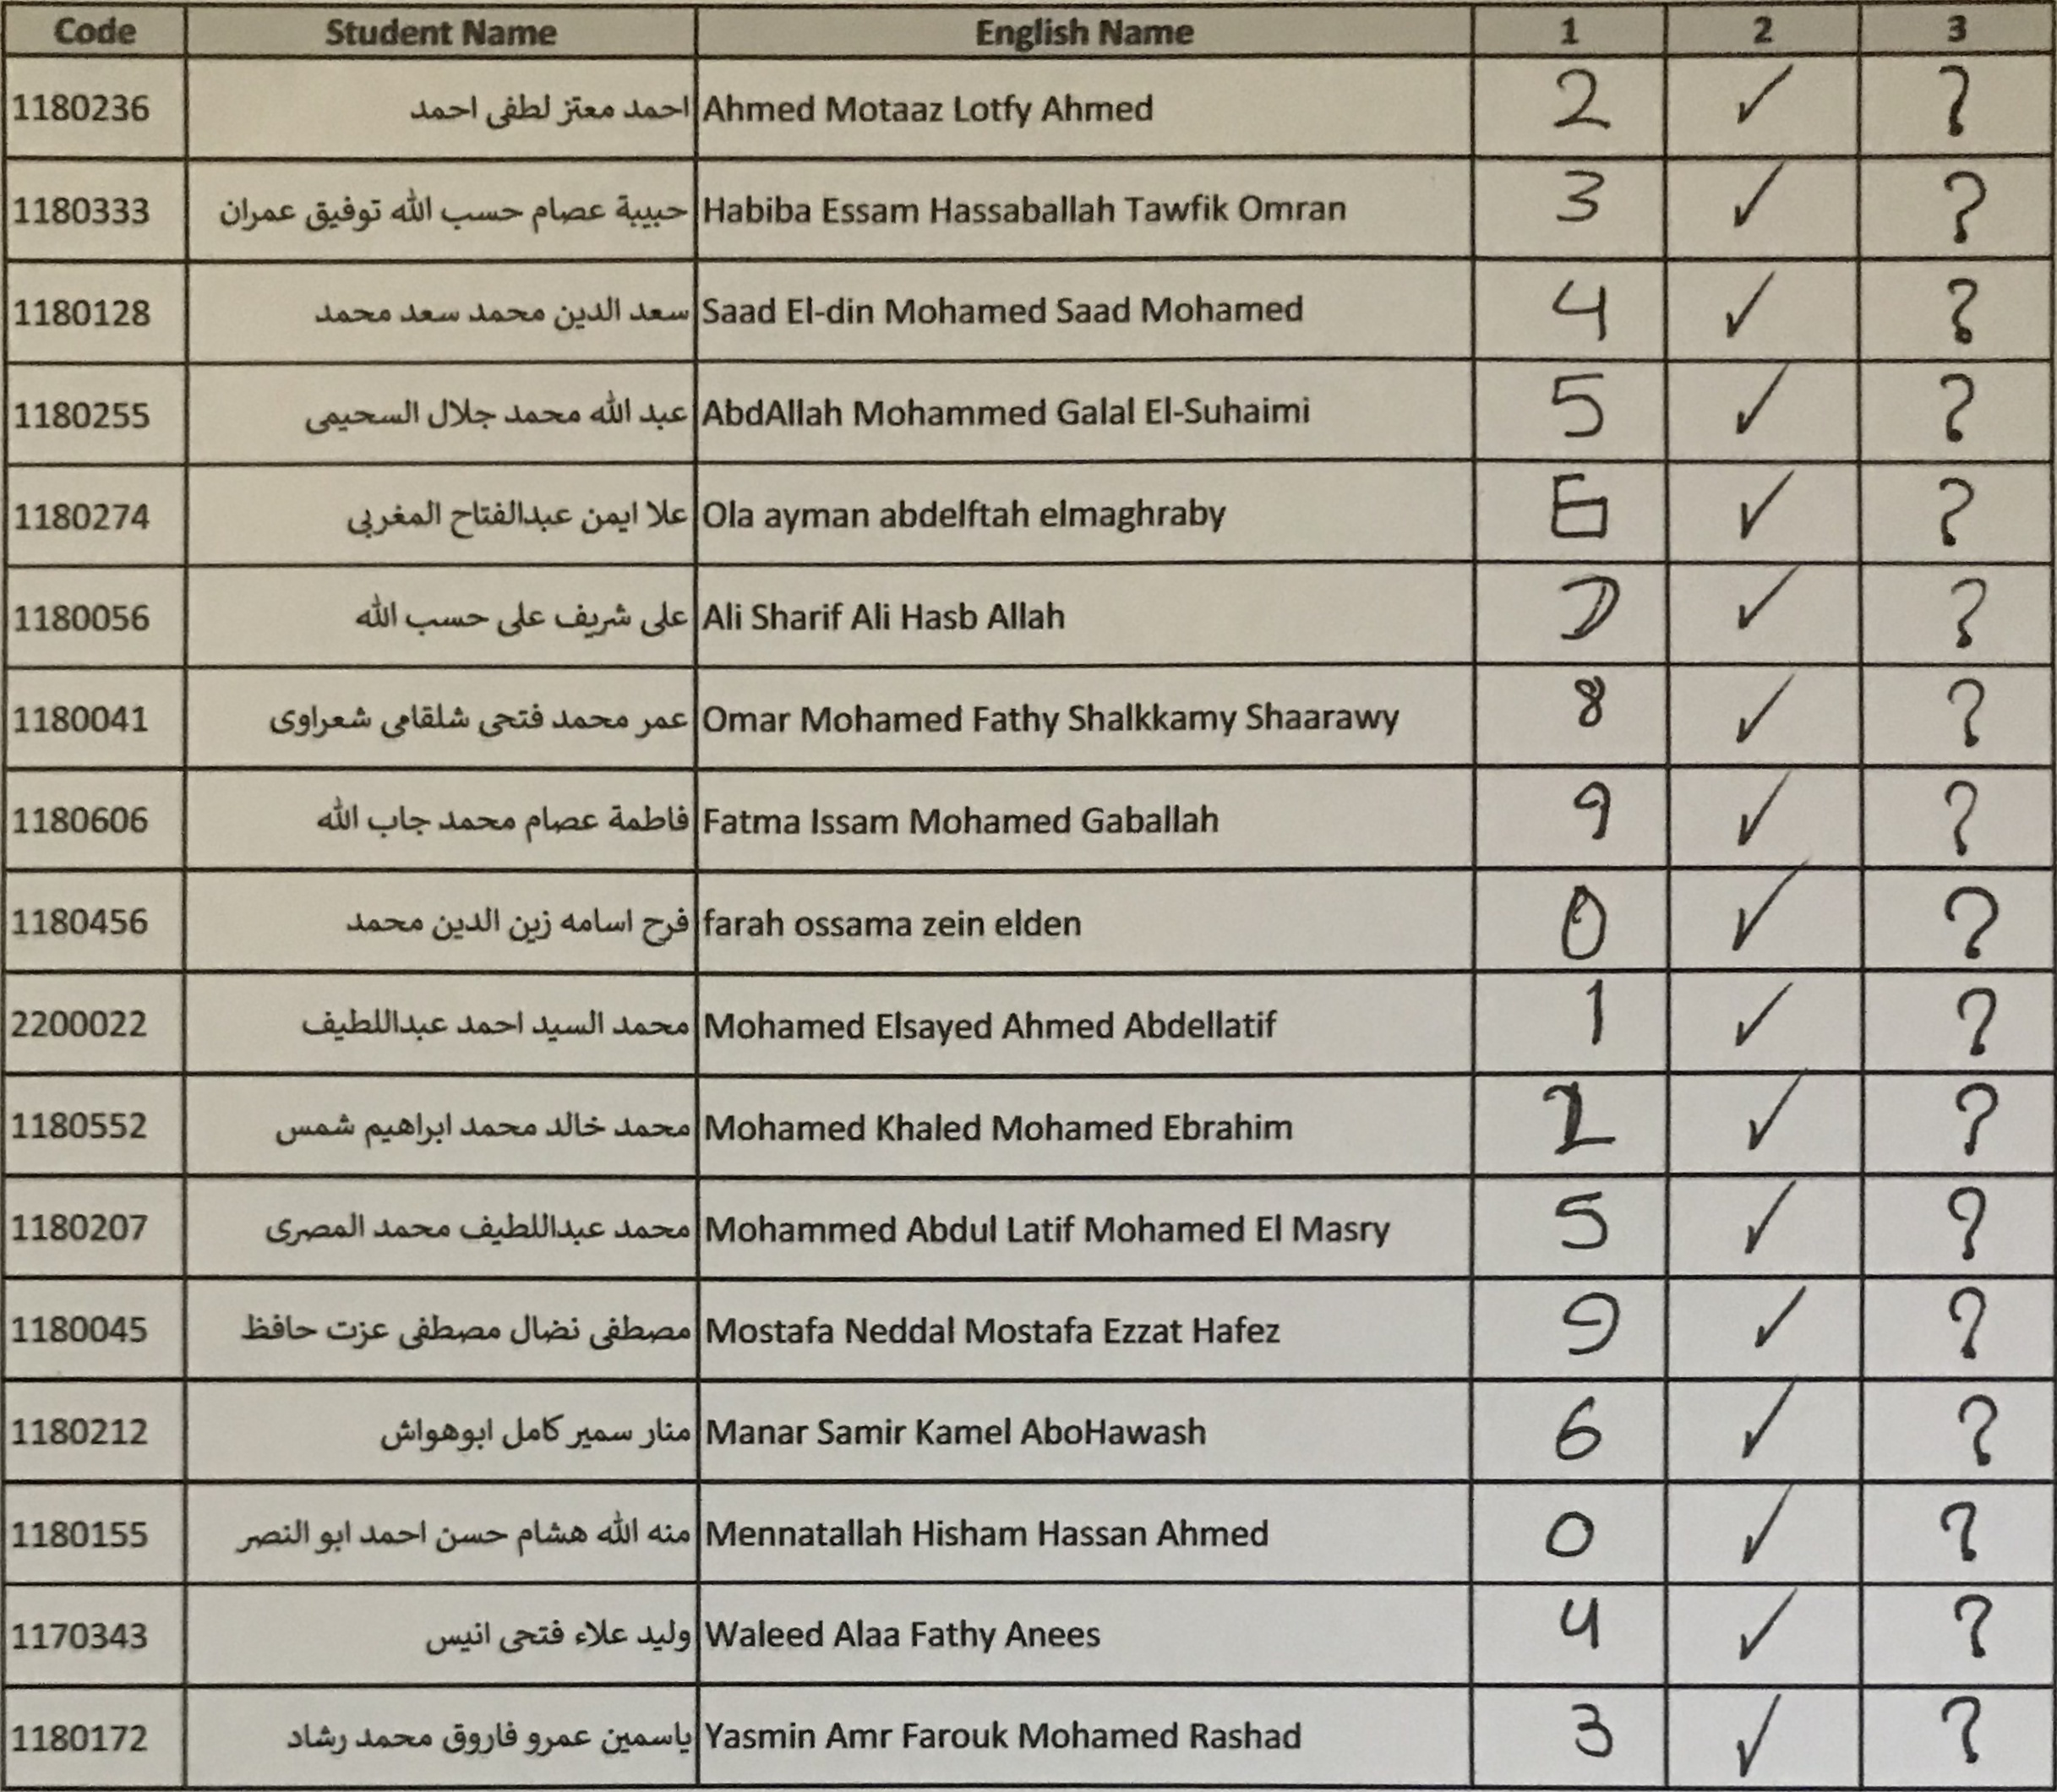 Code Student Name English Name 1 2 3
1180236 احمد معتز لطفى احمد Ahmed Motaaz Lotfy Ahmed 2 ✓ ?
1180333 حبيبة عصام حسب الله توفيق عمران Habiba Essam Hassaballah Tawfik Omran 3 ✓ ?
1180128 سعد الدين محمد سعد محمد Saad El-din Mohamed Saad Mohamed 4 ✓ ?
1180255 عبد الله محمد جلال السحيمى AbdAllah Mohammed Galal El-Suhaimi 5 ✓ ?
1180274 علا ايمن عبدالفتاح المغربى Ola ayman abdelftah elmaghraby 6 ✓ ?
1180056 على شريف على حسب الله Ali Sharif Ali Hasb Allah 7 ✓ ?
1180041 عمر محمد فتحى شلقامى شعراوى Omar Mohamed Fathy Shalkkamy Shaarawy 8 ✓ ?
1180606 فاطمة عصام محمد جاب الله Fatma Issam Mohamed Gaballah 9 ✓ ?
1180456 فرح اسامه زين الدين محمد farah ossama zein elden 0 ✓ ?
2200022 محمد السيد احمد عبداللطيف Mohamed Elsayed Ahmed Abdellatif 1 ✓ ?
1180552 محمد خالد محمد ابراهيم شمس Mohamed Khaled Mohamed Ebrahim 2 ✓ ?
1180207 محمد عبداللطيف محمد المصرى Mohammed Abdul Latif Mohamed El Masry 5 ✓ ?
1180045 مصطفى نضال مصطفى عزت حافظ Mostafa Neddal Mostafa Ezzat Hafez 9 ✓ ?
1180212 منار سمير كامل ابوهواش Manar Samir Kamel AboHawash 6 ✓ ?
1180155 منه الله هشام حسن احمد ابو النصر Mennatallah Hisham Hassan Ahmed 0 ✓ ?
1170343 وليد علاء فتحى انيس Waleed Alaa Fathy Anees 4 ✓ ?
1180172 ياسمين عمرو فاروق محمد رشاد Yasmin Amr Farouk Mohamed Rashad 3 ✓ ?